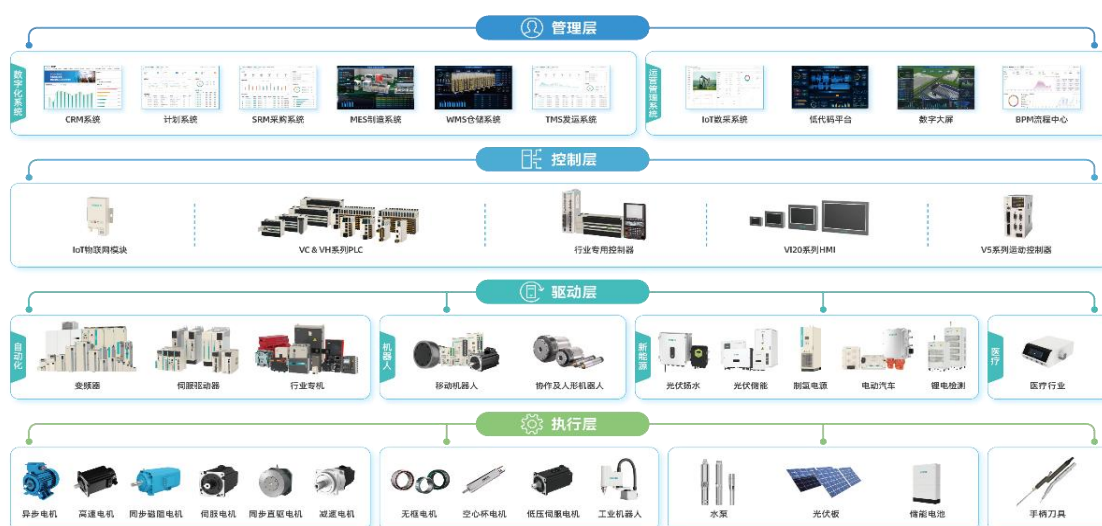 管理层
数字化系统
CRM系统
计划系统
SRM采购系统
MES制造系统
WMS仓储系统
TMS发运系统
运营管理系统
IoT数采系统
低代码平台
数字大屏
BPM流程中心
控制层
IoT物联网模块
VC & VH系列PLC
行业专用控制器
VI20系列HMI
V5系列运动控制器
驱动层
自动化
变频器
伺服驱动器
行业专机
机器人
移动机器人
协作及人形机器人
新能源
光伏扬水
光伏储能
制氢电源
电动汽车
锂电检测
医疗
医疗行业
执行层
异步电机
高速电机
同步磁阻电机
伺服电机
同步直驱电机
减速电机
无框电机
空心杯电机
低压伺服电机
工业机器人
水泵
光伏板
储能电池
手柄刀具